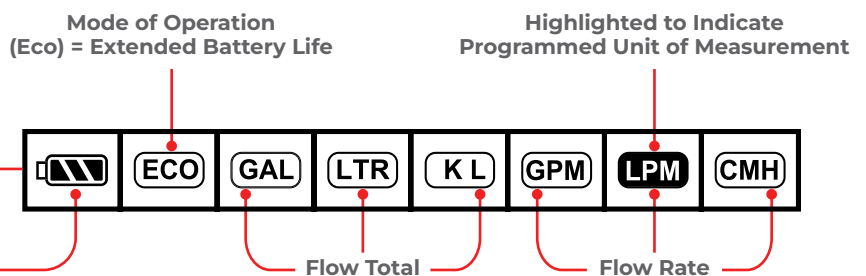 Mode of Operation
(Eco) = Extended Battery Life
Highlighted to Indicate
Programmed Unit of Measurement
ECO GAL LTR K L GPM LPM CMH
Flow Total
Flow Rate